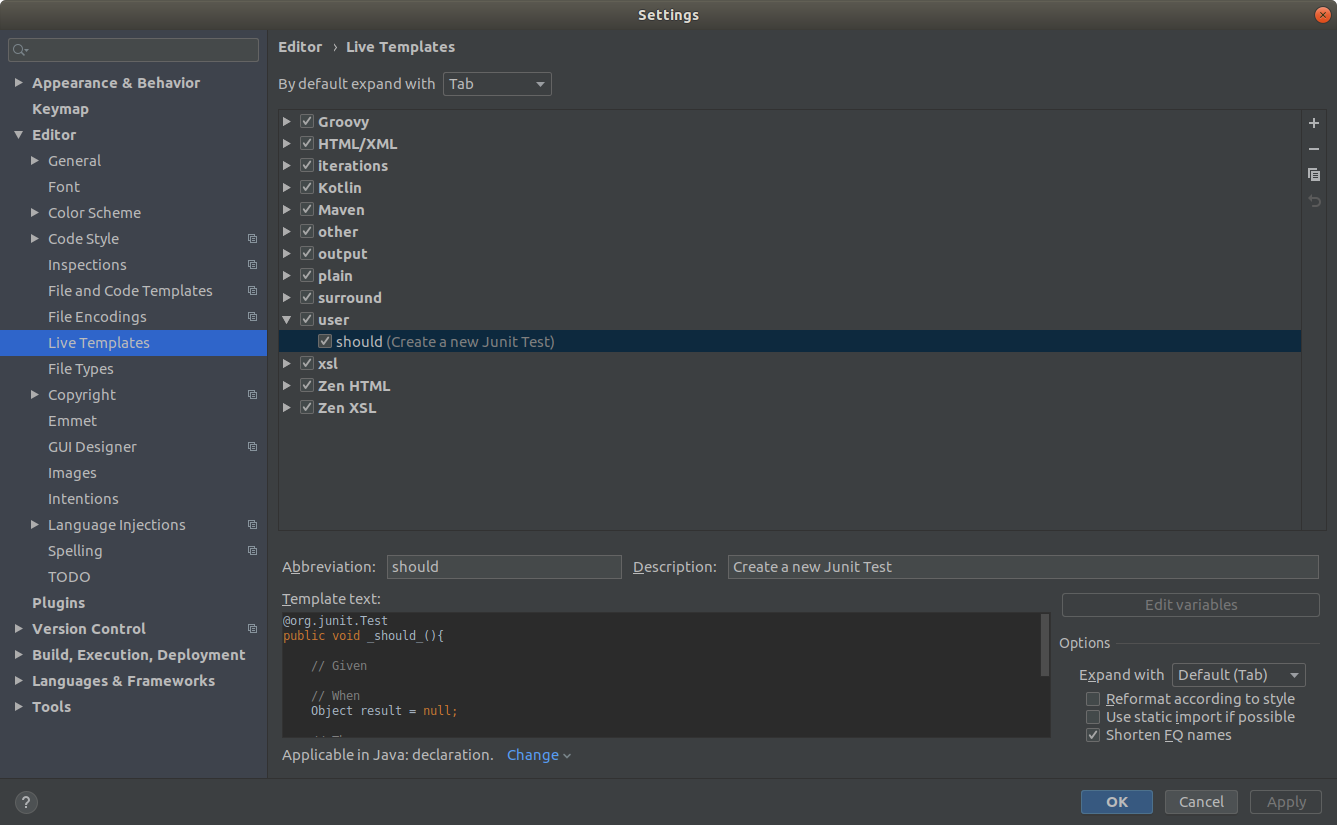 Settings
Appearance & Behavior
Keymap
Editor
General
Font
Color Scheme
Code Style
Inspections
File and Code Templates
File Encodings
Live Templates
File Types
Copyright
Emmet
GUI Designer
Images
Intentions
Language Injections
Spelling
TODO
Plugins
Version Control
Build, Execution, Deployment
Languages & Frameworks
Tools
Editor › Live Templates
By default expand with Tab
Groovy
HTML/XML
iterations
Kotlin
Maven
other
output
plain
surround
user
should (Create a new Junit Test)
xsl
Zen HTML
Zen XSL
Abbreviation: should Description: Create a new Junit Test
Template text:
@org.junit.Test
public void _should_(){
// Given
// When
Object result = null;
Applicable in Java: declaration. Change
Edit variables
Options
Expand with Default (Tab)
Reformat according to style
Use static import if possible
Shorten FQ names
?
OK Cancel Apply